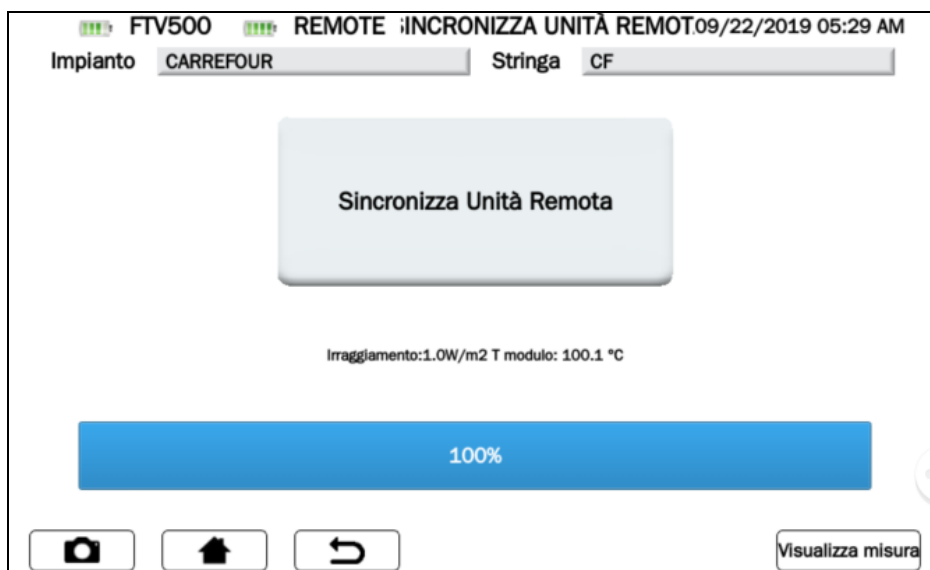 FTV500 REMOTE SINCRONIZZA UNITÀ REMOT 09/22/2019 05:29 AM
Impianto CARREFOUR Stringa CF
Sincronizza Unità Remota
Irraggiamento:1.0W/m2 T modulo: 100.1 °C
100%
Visualizza misura